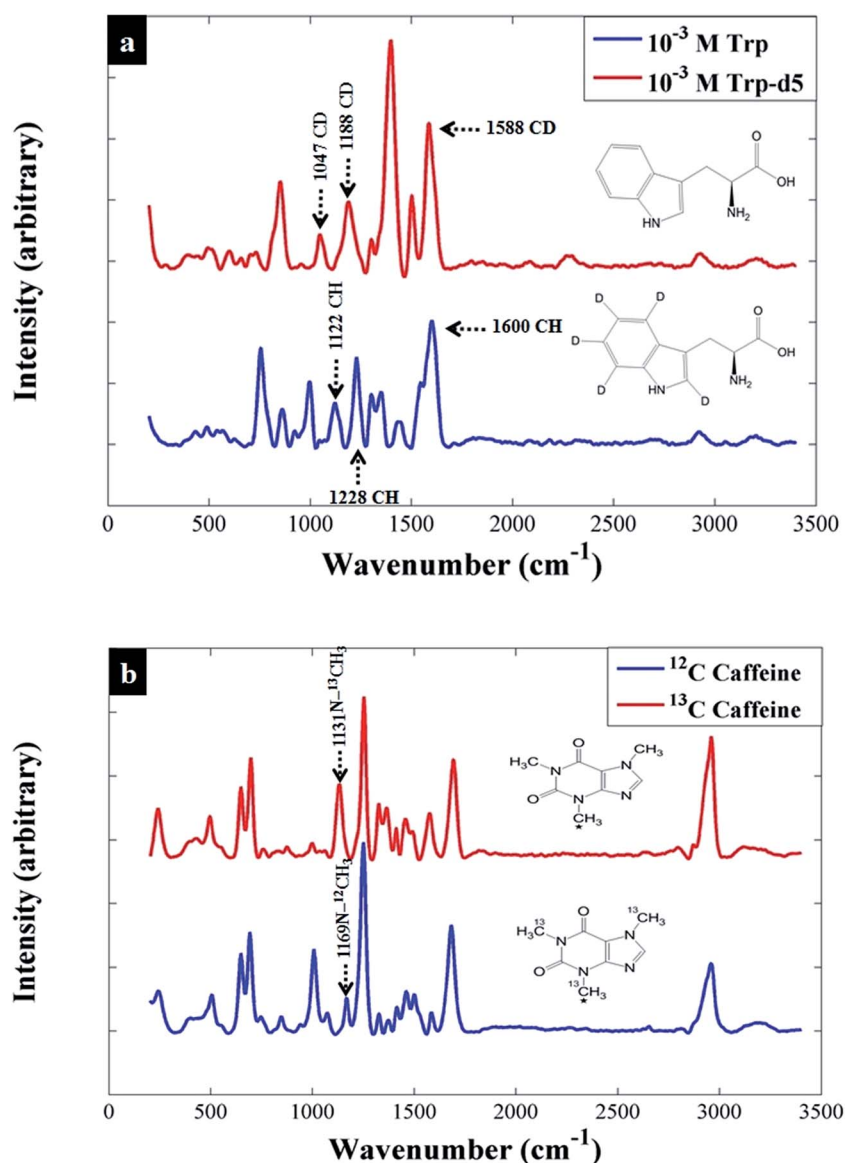 a
10⁻³ M Trp
10⁻³ M Trp-d5
1047 CD
1188 CD
1588 CD
O
OH
NH₂
HN
1122 CH
1600 CH
1228 CH
D
D
D
D
D
O
OH
NH₂
HN
Intensity (arbitrary)
0 500 1000 1500 2000 2500 3000 3500
Wavenumber (cm⁻¹)
b
¹²C Caffeine
¹³C Caffeine
1131N–¹³CH₃
1169N–¹²CH₃
O
CH₃
H₃C
N
N
O
N
N
CH₃
*
O
¹³
CH₃
¹³
H₃C
N
N
O
N
N
¹³
CH₃
*
Intensity (arbitrary)
0 500 1000 1500 2000 2500 3000 3500
Wavenumber (cm⁻¹)